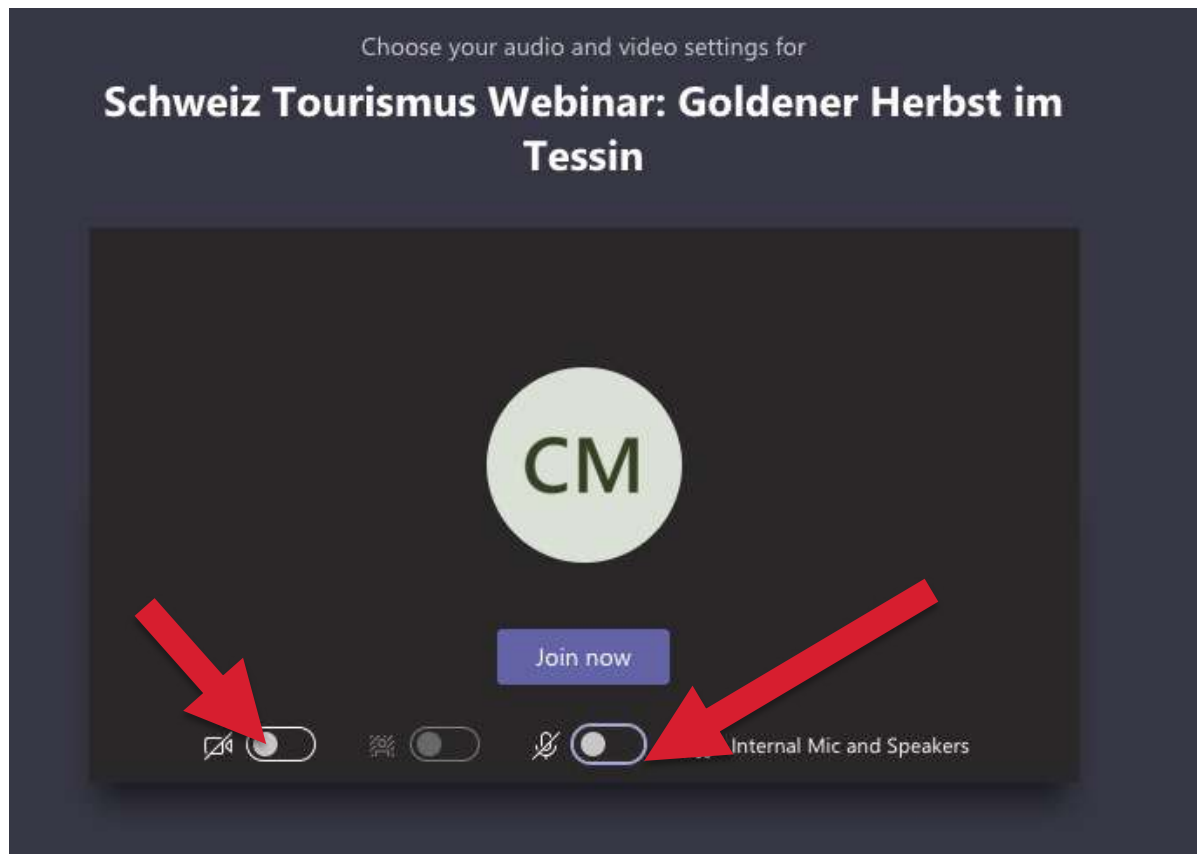 Choose your audio and video settings for
Schweiz Tourismus Webinar: Goldener Herbst im
Tessin
CM
Join now
Internal Mic and Speakers